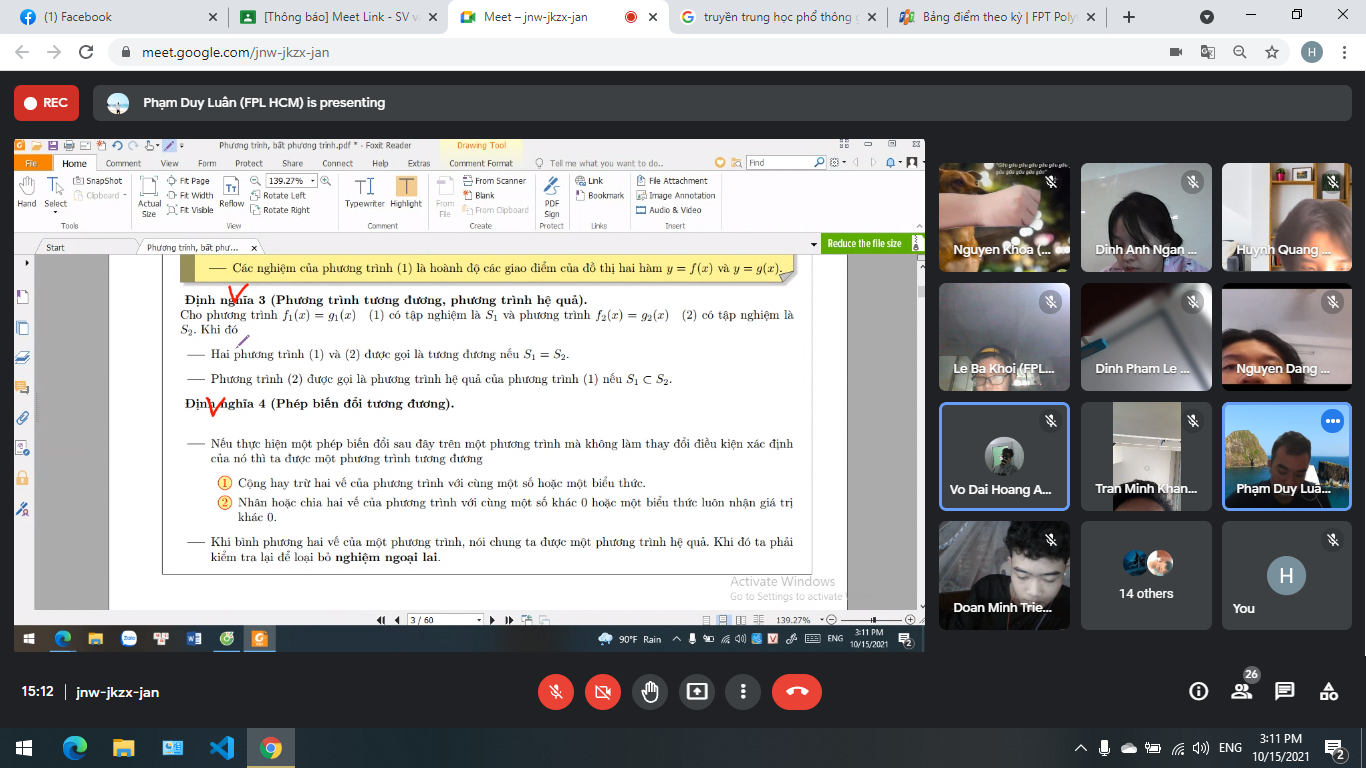 (1) Facebook
[Thông báo] Meet Link - SV v
Meet – jnw-jkzx-jan
truyền trung học phổ thông
Bảng điểm theo kỳ | FPT Poly
meet.google.com/jnw-jkzx-jan
H
REC
Phạm Duy Luân (FPL HCM) is presenting
Phương trình, bất phương trình.pdf * - Foxit Reader
Drawing Tool
File
Home
Comment
View
Form
Protect
Share
Connect
Help
Extras
Comment Format
Tell me what you want to do..
Find
Hand
Select
SnapShot
Clipboard
Tools
Actual Size
Fit Page
Fit Width
Fit Visible
Reflow
139.27%
Rotate Left
Rotate Right
View
Typewriter
Highlight
Comment
From File
From Scanner
Blank
From Clipboard
Create
PDF Sign
Protect
Link
Bookmark
Links
File Attachment
Image Annotation
Audio & Video
Insert
Start
Phương trình, bất phư...
Reduce the file size
— Các nghiệm của phương trình (1) là hoành độ các giao điểm của đồ thị hai hàm y = f(x) và y = g(x).
Định nghĩa 3 (Phương trình tương đương, phương trình hệ quả).
Cho phương trình f₁(x) = g₁(x) (1) có tập nghiệm là S₁ và phương trình f₂(x) = g₂(x) (2) có tập nghiệm là
S₂. Khi đó
— Hai phương trình (1) và (2) được gọi là tương đương nếu S₁ = S₂.
— Phương trình (2) được gọi là phương trình hệ quả của phương trình (1) nếu S₁ ⊂ S₂.
Định nghĩa 4 (Phép biến đổi tương đương).
— Nếu thực hiện một phép biến đổi sau đây trên một phương trình mà không làm thay đổi điều kiện xác định
của nó thì ta được một phương trình tương đương
1 Cộng hay trừ hai vế của phương trình với cùng một số hoặc một biểu thức.
2 Nhân hoặc chia hai vế của phương trình với cùng một số khác 0 hoặc một biểu thức luôn nhận giá trị
khác 0.
— Khi bình phương hai vế của một phương trình, nói chung ta được một phương trình hệ quả. Khi đó ta phải
kiểm tra lại để loại bỏ nghiệm ngoại lai.
Activate Windows
Go to Settings to activate
3 / 60
139.27%
Zalo
90°F Rain
ENG
3:11 PM
10/15/2021
2
Nguyen Khoa (...
Dinh Anh Ngan ...
Huynh Quang ...
Le Ba Khoi (FPL...
Dinh Pham Le ...
Nguyen Dang ...
Vo Dai Hoang A...
Tran Minh Khan...
Phạm Duy Luâ...
Doan Minh Trie...
14 others
H
You
15:12 | jnw-jkzx-jan
26
ENG
3:11 PM
10/15/2021
2